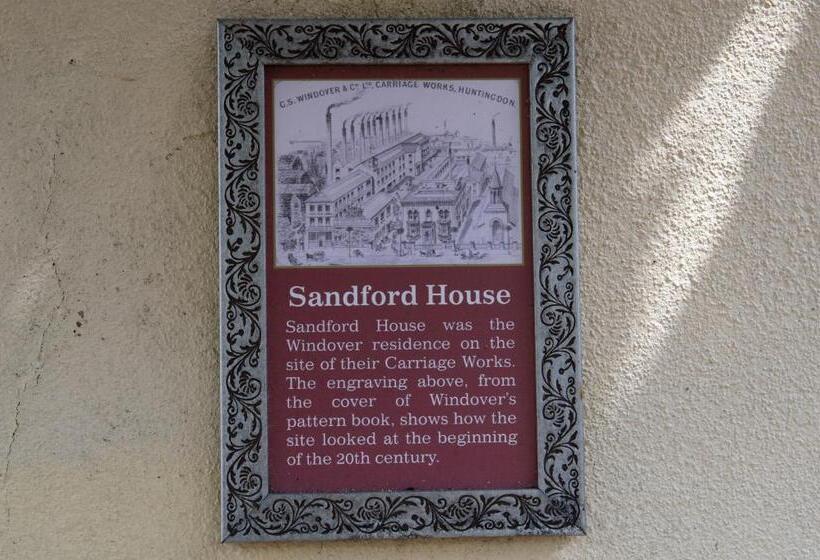 C.S. WINDOVER & Co Ltd. CARRIAGE WORKS, HUNTINGDON.
Sandford House
Sandford House was the
Windover residence on the
site of their Carriage Works.
The engraving above, from
the cover of Windover's
pattern book, shows how the
site looked at the beginning
of the 20th century.